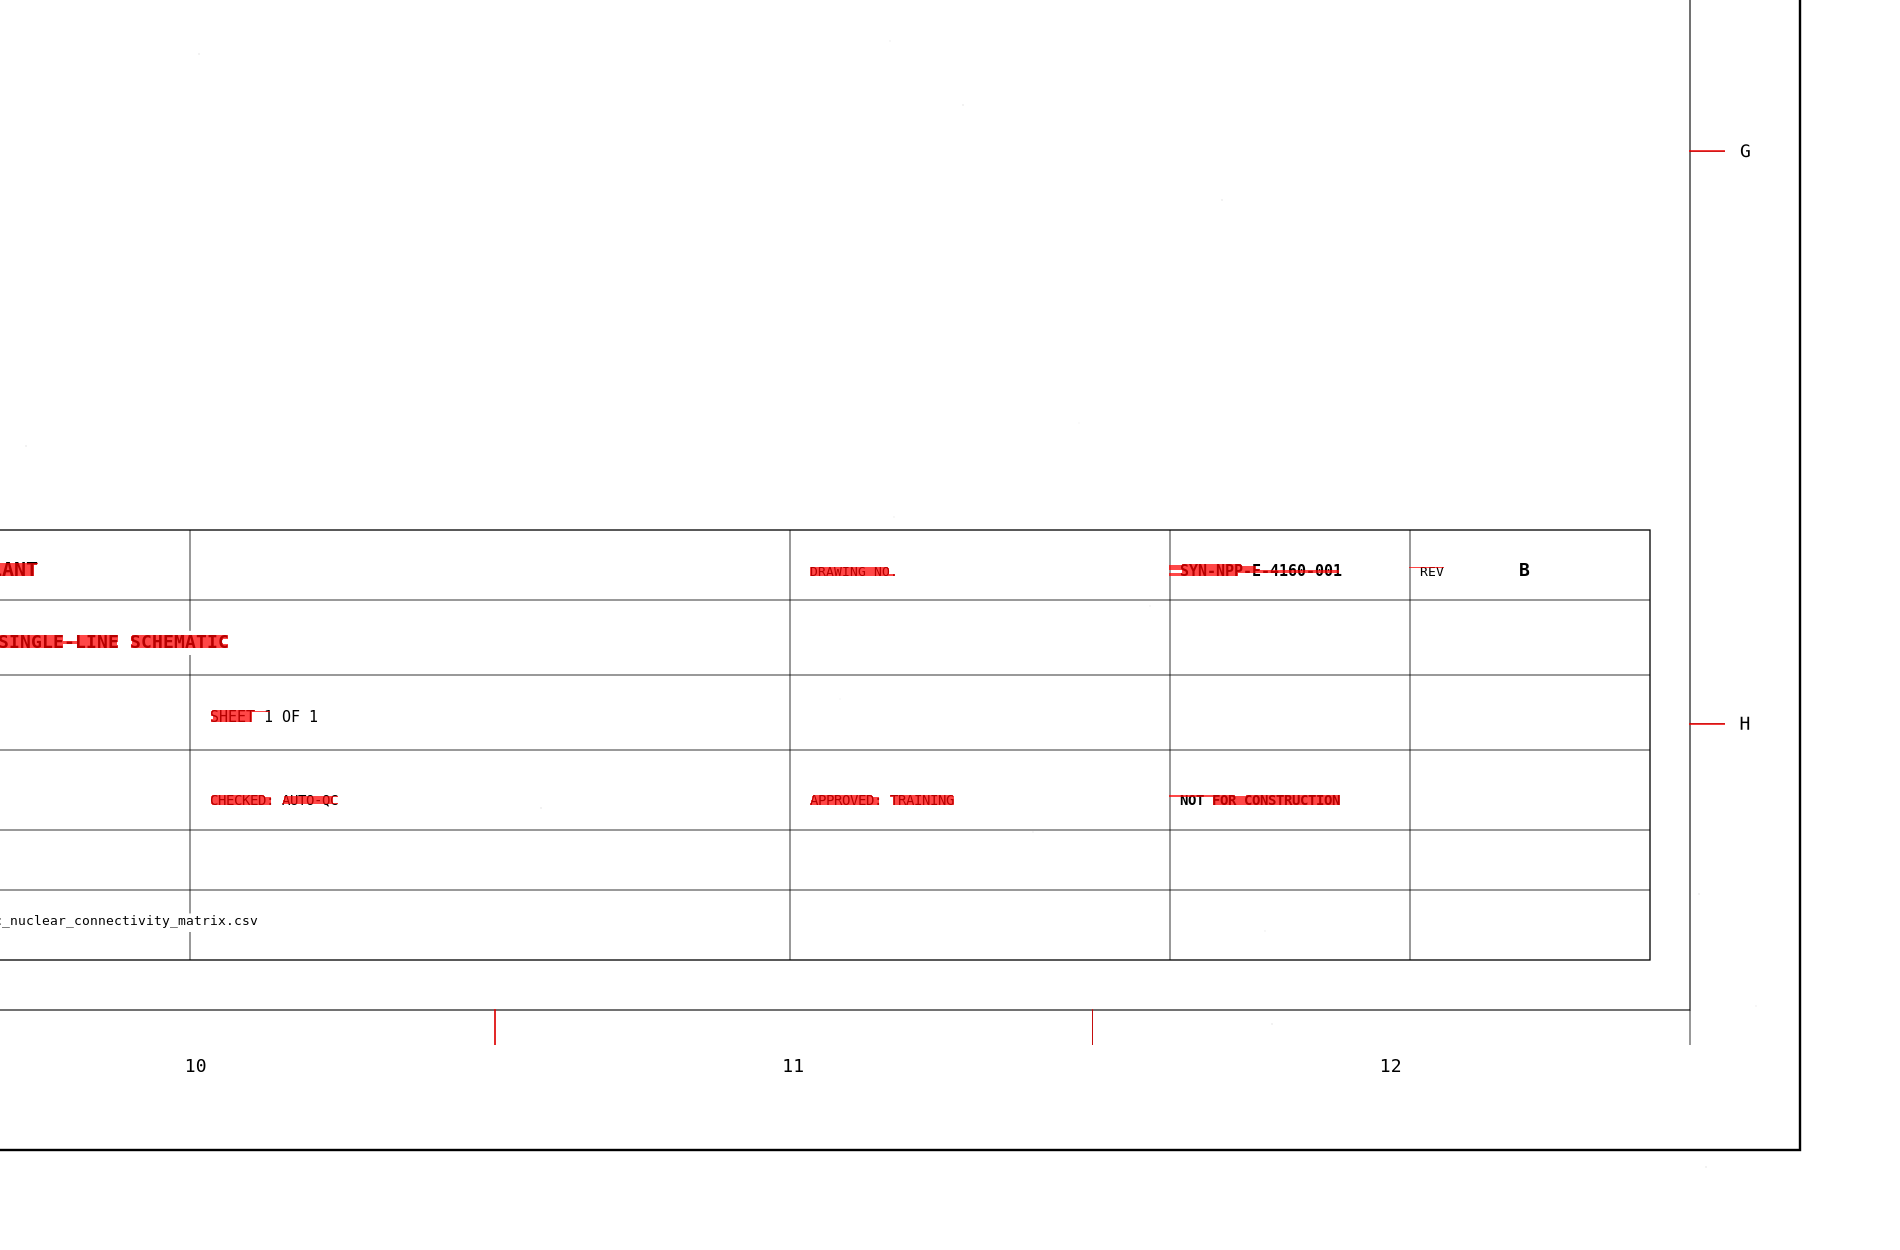 G
DRAWING NO.
SYN-NPP-E-4160-001
REV
B
SINGLE-LINE SCHEMATIC
SHEET 1 OF 1
H
CHECKED: AUTO-QC
APPROVED: TRAINING
NOT FOR CONSTRUCTION
_nuclear_connectivity_matrix.csv
10
11
12